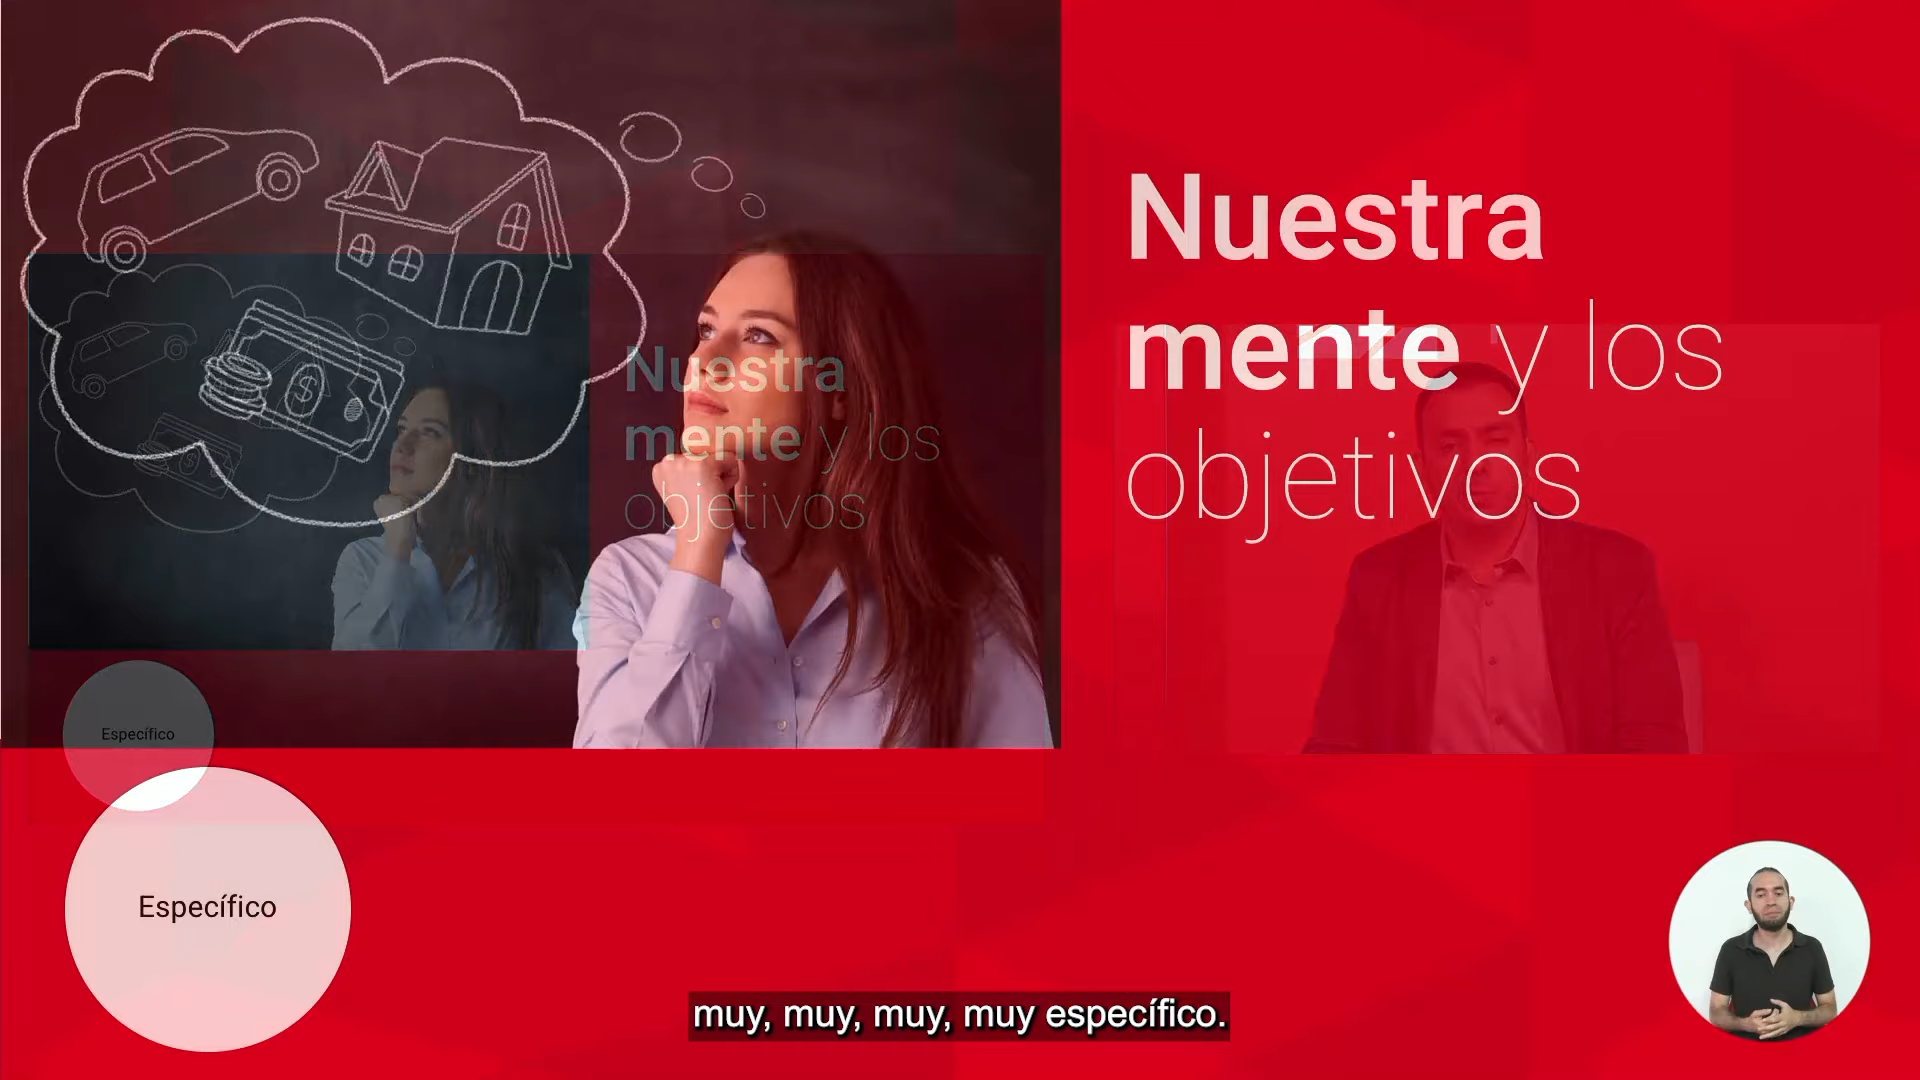 Nuestra
mente y los
objetivos
Nuestra
mente y los
objetivos
Específico
Específico
muy, muy, muy, muy específico.